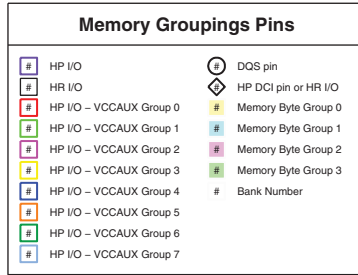 Memory Groupings Pins
# HP I/O
# HR I/O
# HP I/O – VCCAUX Group 0
# HP I/O – VCCAUX Group 1
# HP I/O – VCCAUX Group 2
# HP I/O – VCCAUX Group 3
# HP I/O – VCCAUX Group 4
# HP I/O – VCCAUX Group 5
# HP I/O – VCCAUX Group 6
# HP I/O – VCCAUX Group 7
# DQS pin
# HP DCI pin or HR I/O
# Memory Byte Group 0
# Memory Byte Group 1
# Memory Byte Group 2
# Memory Byte Group 3
# Bank Number